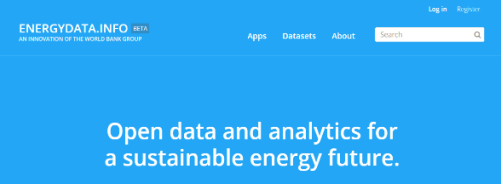 Log in Register
ENERGYDATA.INFO BETA
AN INNOVATION OF THE WORLD BANK GROUP
Apps Datasets About Search
Open data and analytics for
a sustainable energy future.